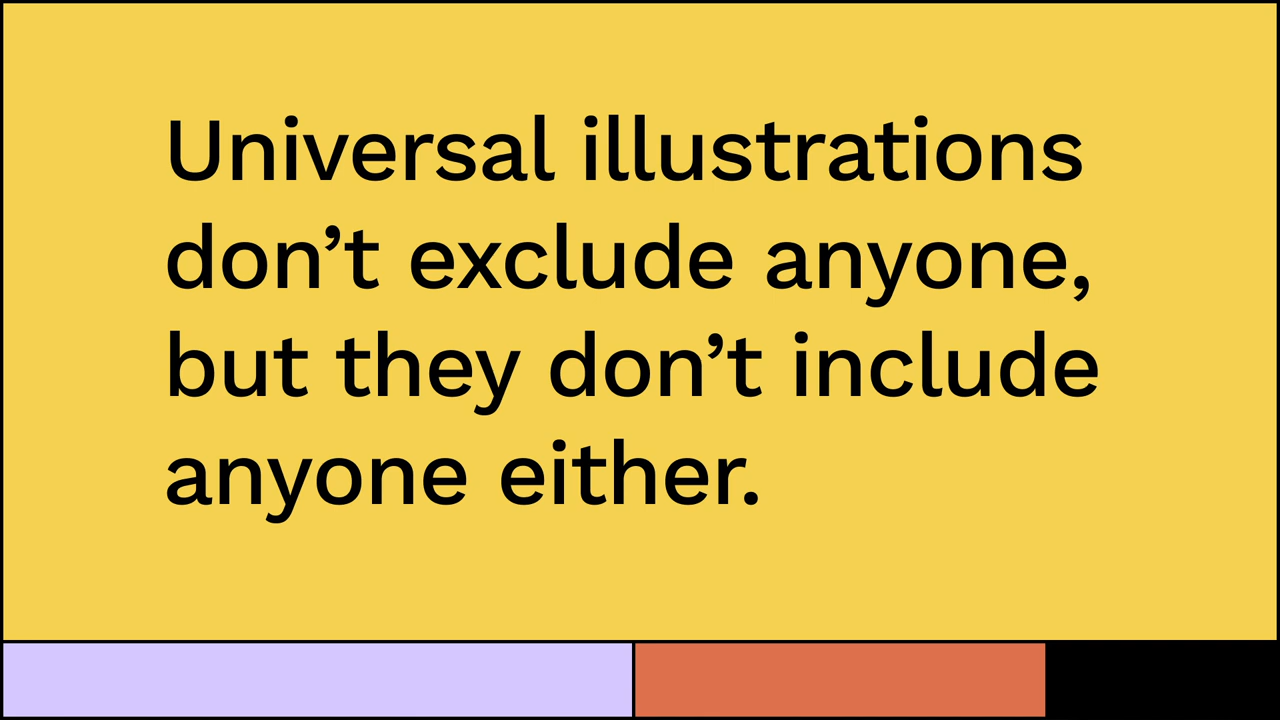 Universal illustrations
don’t exclude anyone,
but they don’t include
anyone either.